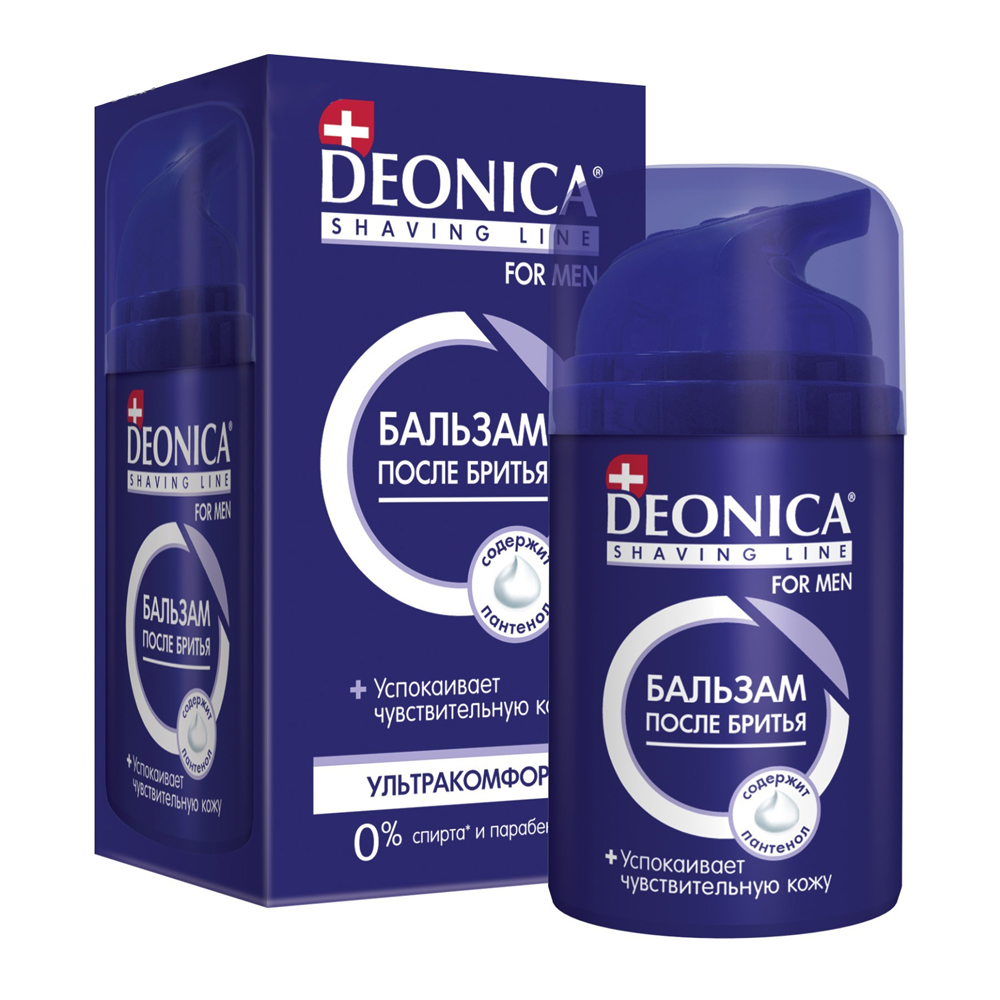 DEONICA®
SHAVING LINE
FOR MEN
БАЛЬЗАМ
ПОСЛЕ БРИТЬЯ
содержит
пантенол
+ Успокаивает
чувствительную
УЛЬТРАКОМФОР
0% спирта* и
DEONICA®
SHAVING LINE
FOR MEN
БАЛЬЗАМ
ПОСЛЕ БРИТЬЯ
содержит
пантенол
+ Успокаивает
чувствительную кожу
DEONICA®
SHAVING LINE
FOR MEN
БАЛЬЗАМ
ПОСЛЕ БРИТЬЯ
содержит
пантенол
+ Успокаивает
чувствительную кожу